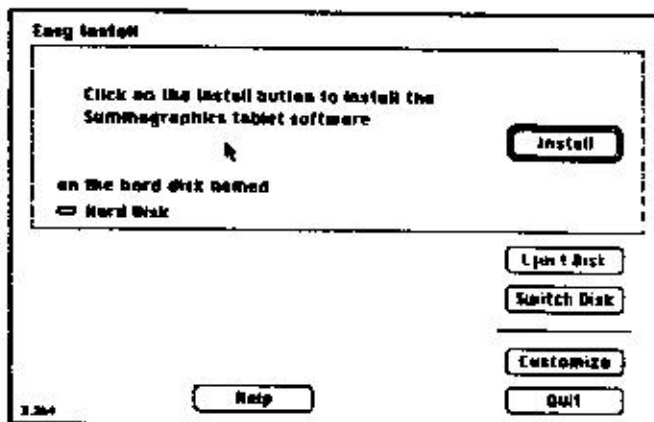 Easy Install
Click on the Install button to install the
Summagraphics tablet software
Install
on the hard disk named
Hard Disk
Eject Disk
Switch Disk
Customize
Help
Quit